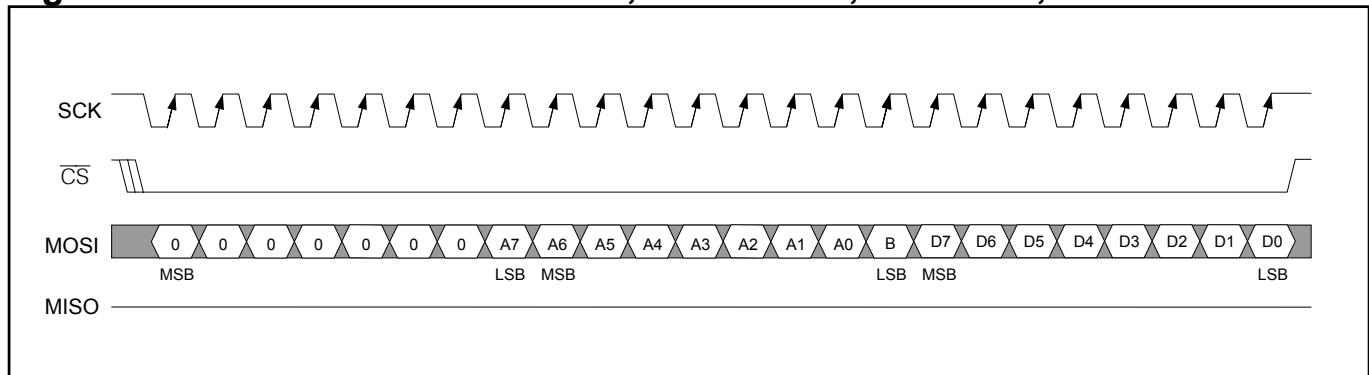 SCK
CS
MOSI 0 0 0 0 0 0 0 A7 A6 A5 A4 A3 A2 A1 A0 B D7 D6 D5 D4 D3 D2 D1 D0
MSB LSB MSB LSB MSB LSB
MISO